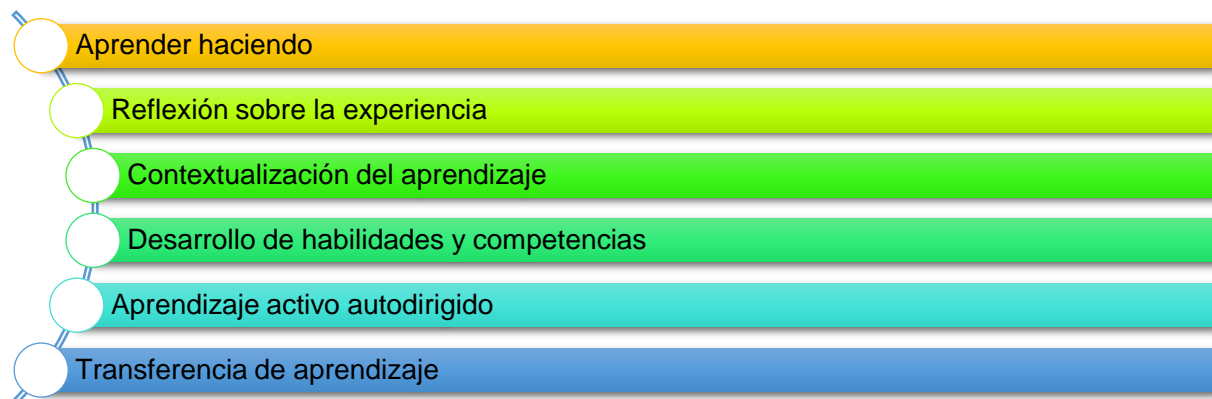 Aprender haciendo
Reflexión sobre la experiencia
Contextualización del aprendizaje
Desarrollo de habilidades y competencias
Aprendizaje activo autodirigido
Transferencia de aprendizaje